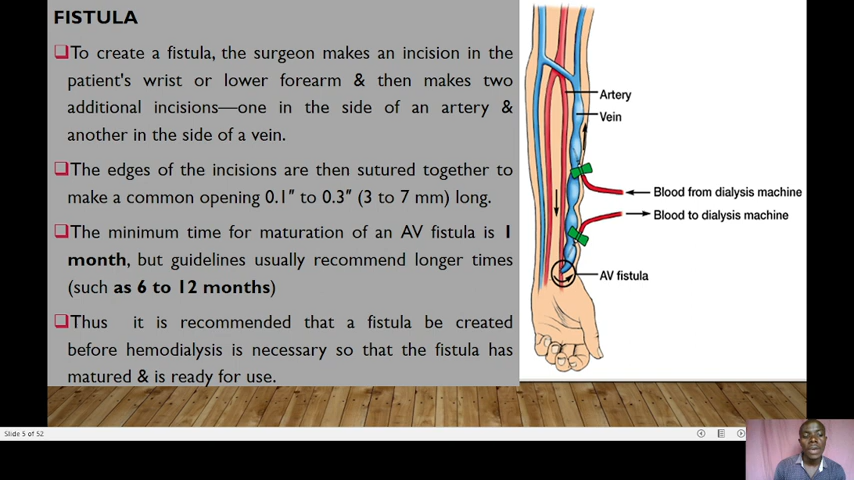 FISTULA
❑To create a fistula, the surgeon makes an incision in the
patient's wrist or lower forearm & then makes two
additional incisions—one in the side of an artery &
another in the side of a vein.
❑The edges of the incisions are then sutured together to
make a common opening 0.1″ to 0.3″ (3 to 7 mm) long.
❑The minimum time for maturation of an AV fistula is 1
month, but guidelines usually recommend longer times
(such as 6 to 12 months)
❑Thus it is recommended that a fistula be created
before hemodialysis is necessary so that the fistula has
matured & is ready for use.
Artery
Vein
Blood from dialysis machine
Blood to dialysis machine
AV fistula
Slide 5 of 52